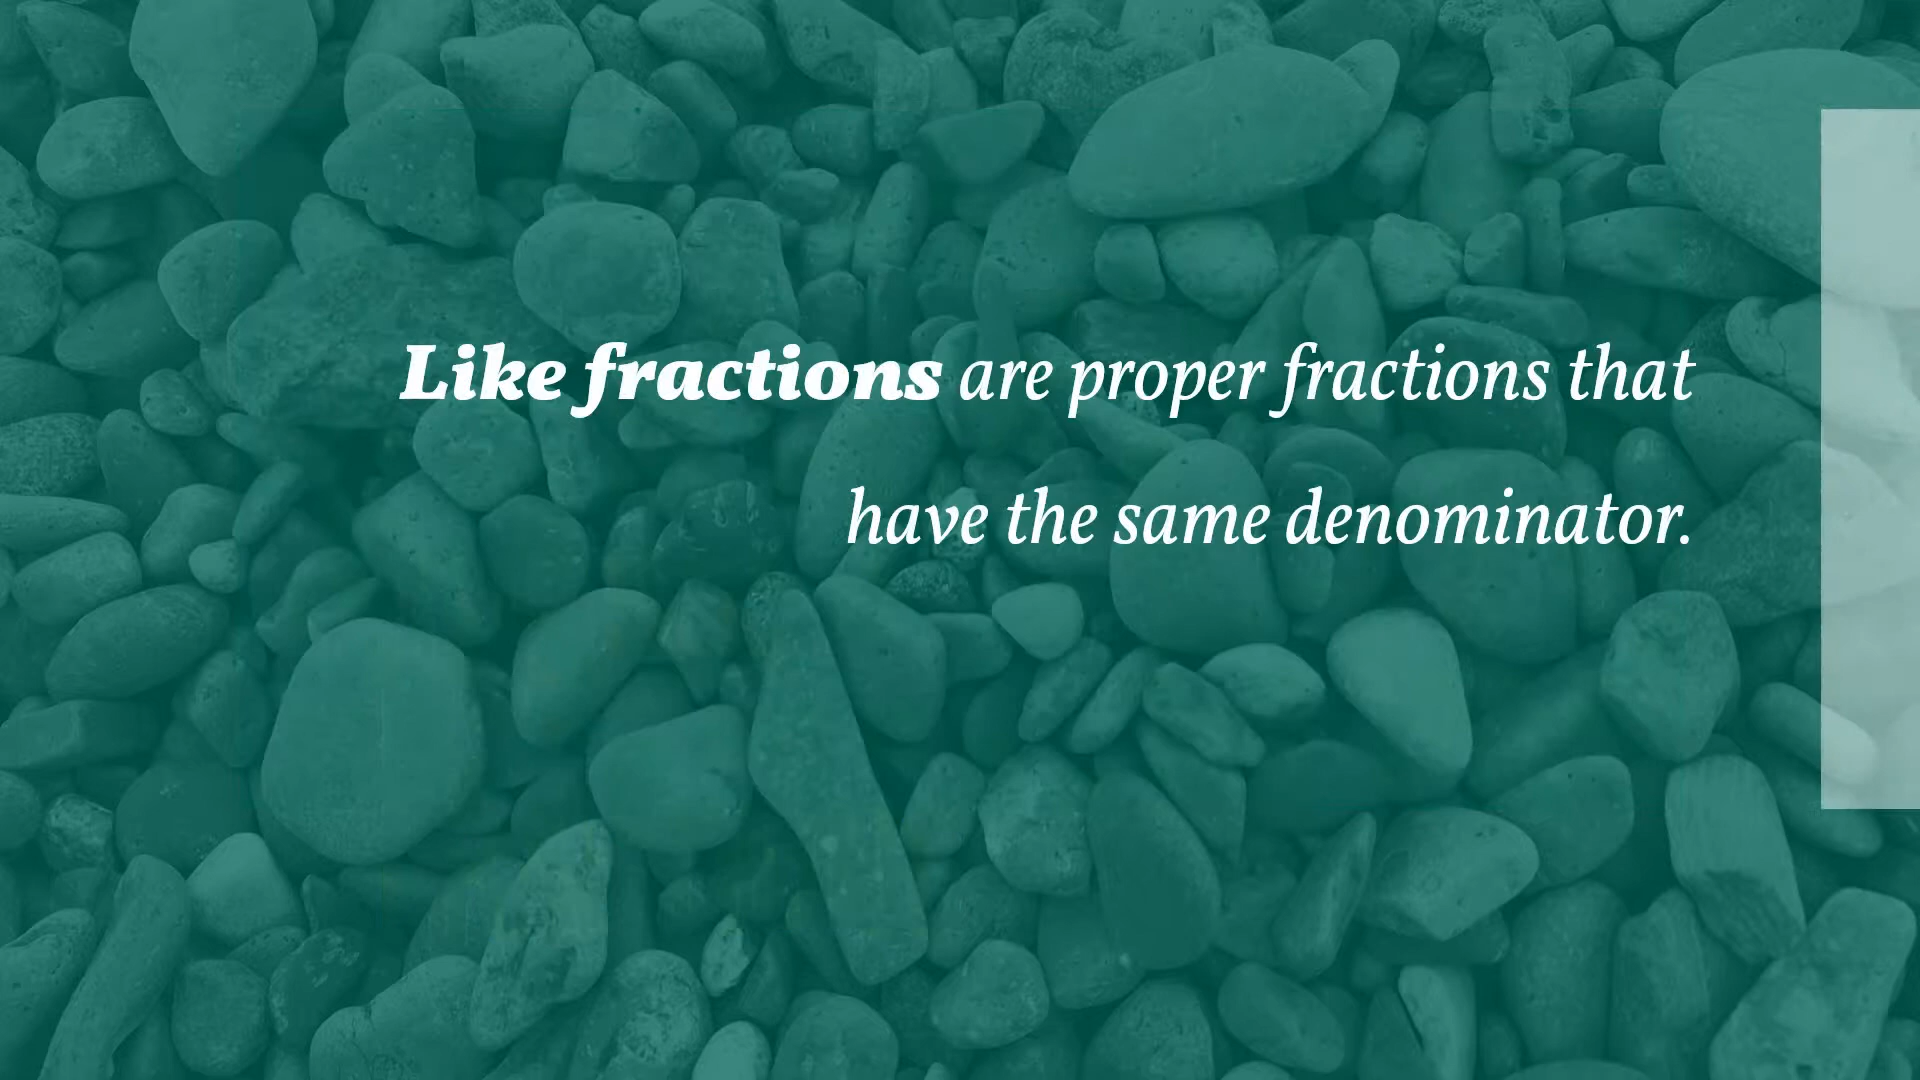 Like fractions are proper fractions that
have the same denominator.